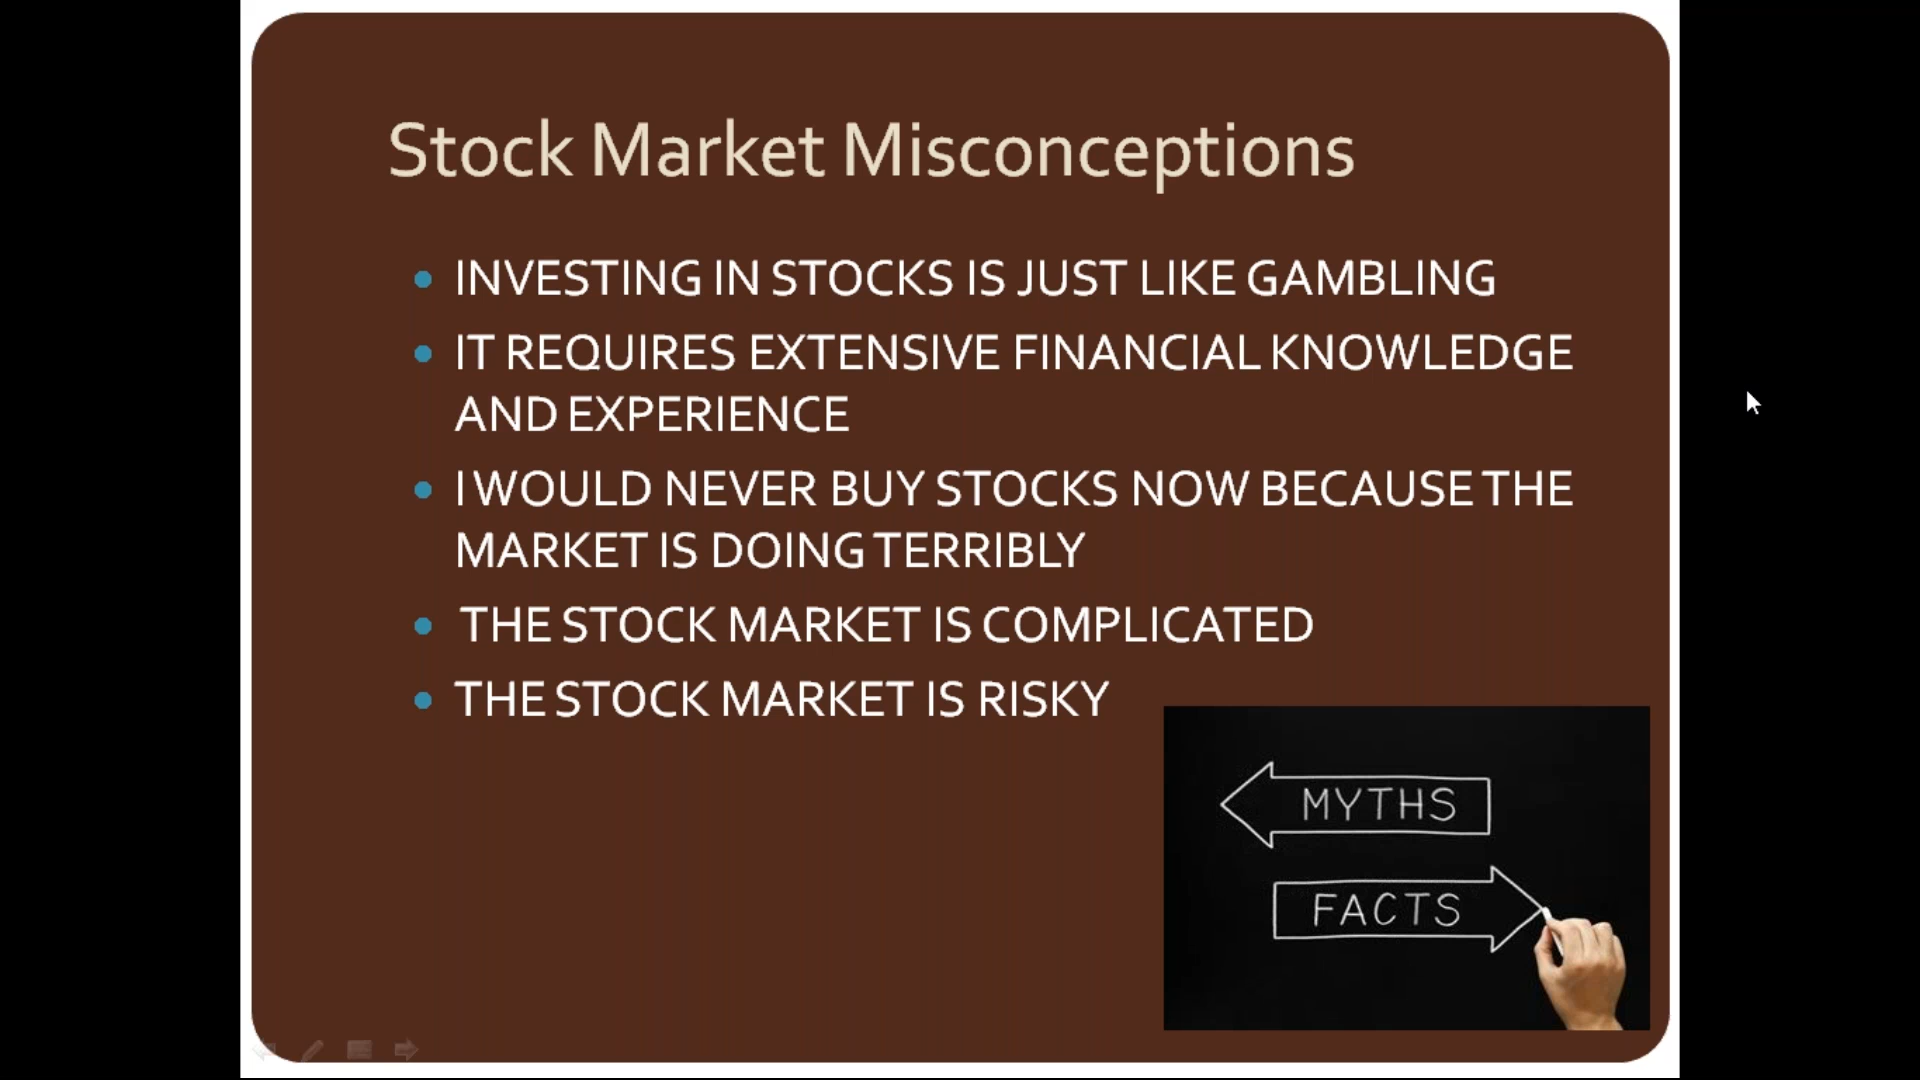 Stock Market Misconceptions
INVESTING IN STOCKS IS JUST LIKE GAMBLING
IT REQUIRES EXTENSIVE FINANCIAL KNOWLEDGE
AND EXPERIENCE
I WOULD NEVER BUY STOCKS NOW BECAUSE THE
MARKET IS DOING TERRIBLY
THE STOCK MARKET IS COMPLICATED
THE STOCK MARKET IS RISKY
MYTHS
FACTS